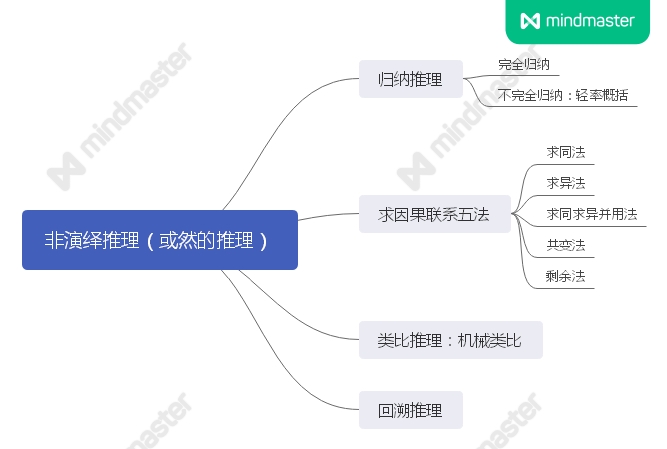 mindmaster
归纳推理
完全归纳
不完全归纳：轻率概括
非演绎推理（或然的推理）
求因果联系五法
求同法
求异法
求同求异并用法
共变法
剩余法
类比推理：机械类比
回溯推理
mindmaster
mindmaster
mindmaster
mindmaster